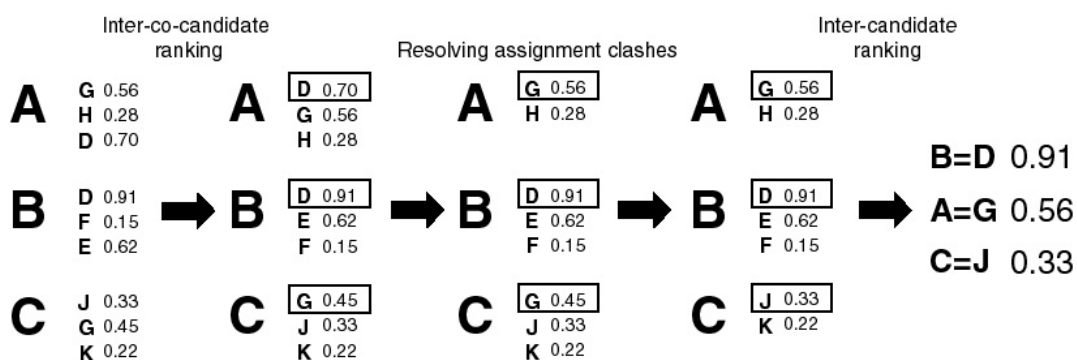 Inter-co-candidate
ranking
Resolving assignment clashes
Inter-candidate
ranking
A
G 0.56
H 0.28
D 0.70
A
D 0.70
G 0.56
H 0.28
A
G 0.56
H 0.28
A
G 0.56
H 0.28
B
D 0.91
F 0.15
E 0.62
B
D 0.91
E 0.62
F 0.15
B
D 0.91
E 0.62
F 0.15
B
D 0.91
E 0.62
F 0.15
C
J 0.33
G 0.45
K 0.22
C
G 0.45
J 0.33
K 0.22
C
G 0.45
J 0.33
K 0.22
C
J 0.33
K 0.22
B=D 0.91
A=G 0.56
C=J 0.33